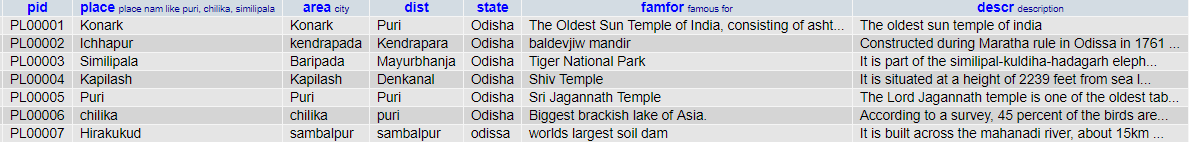 pid place place nam like puri, chilika, similipala area city dist state famfor famous for descr description
PL00001 Konark Konark Puri Odisha The Oldest Sun Temple of India, consisting of asht... The oldest sun temple of india
PL00002 Ichhapur kendrapada Kendrapara Odisha baldevjiw mandir Constructed during Maratha rule in Odissa in 1761 ...
PL00003 Similipala Baripada Mayurbhanja Odisha Tiger National Park It is part of the similipal-kuldiha-hadagarh eleph...
PL00004 Kapilash Kapilash Denkanal Odisha Shiv Temple It is situated at a height of 2239 feet from sea l...
PL00005 Puri Puri Puri Odisha Sri Jagannath Temple The Lord Jagannath temple is one of the oldest tab...
PL00006 chilika chilika puri Odisha Biggest brackish lake of Asia. According to a survey, 45 percent of the birds are...
PL00007 Hirakukud sambalpur sambalpur odissa worlds largest soil dam It is built across the mahanadi river, about 15km ...